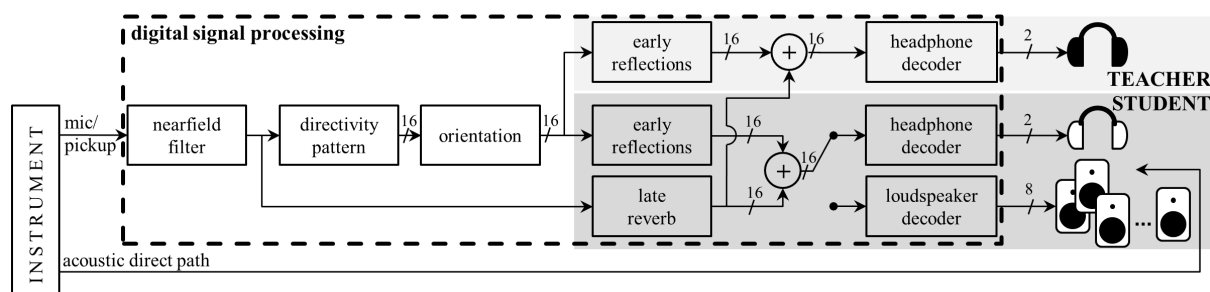 digital signal processing
INSTRUMENT
mic/
pickup
nearfield
filter
directivity
pattern
16
orientation
16
early
reflections
16
+
16
headphone
decoder
2
TEACHER
STUDENT
early
reflections
16
+
16
headphone
decoder
2
late
reverb
16
loudspeaker
decoder
8
...
acoustic direct path